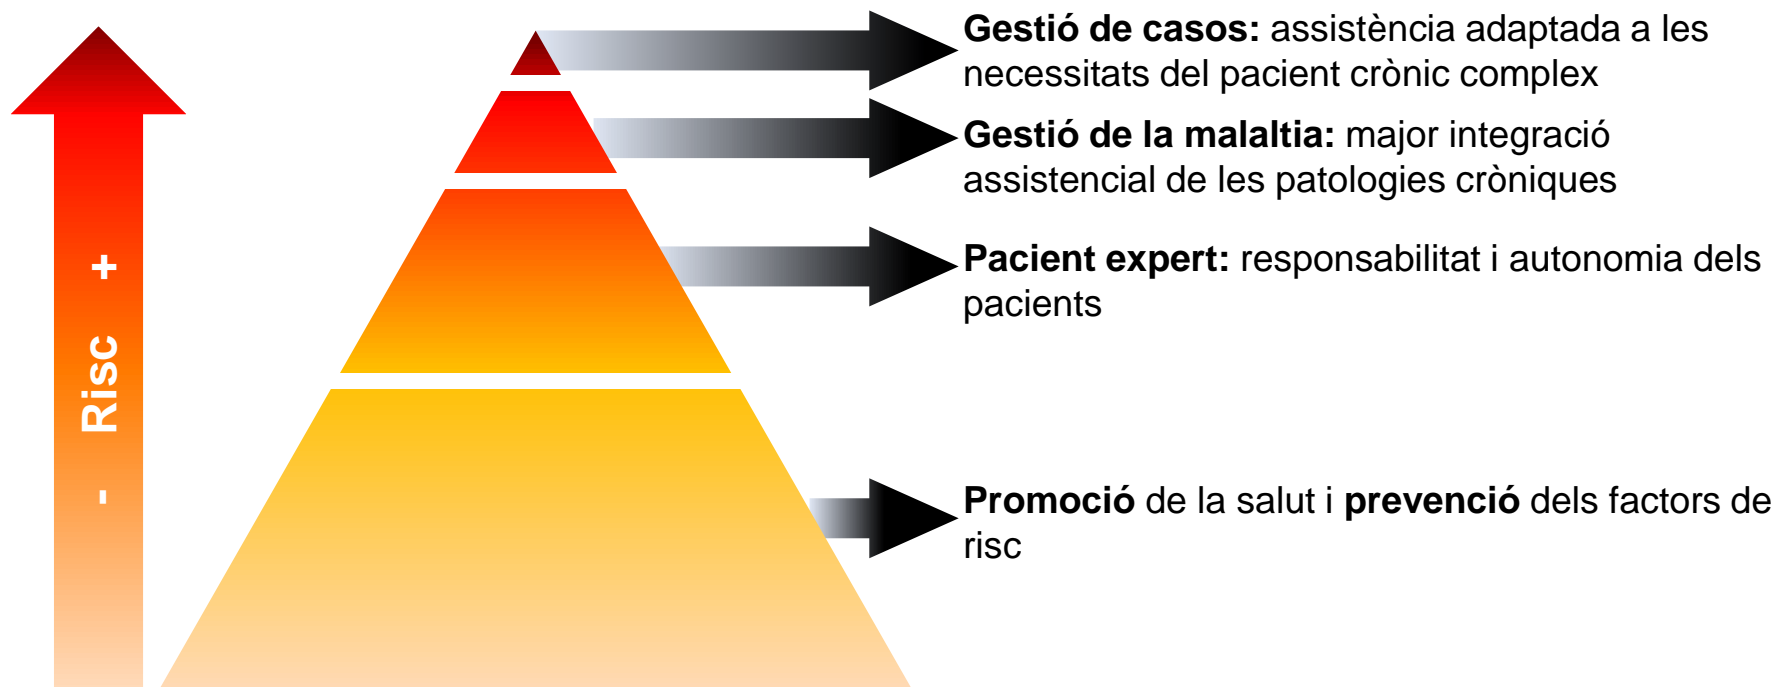 Gestió de casos: assistència adaptada a les
necessitats del pacient crònic complex
Gestió de la malaltia: major integració
assistencial de les patologies cròniques
Pacient expert: responsabilitat i autonomia dels
pacients
Promoció de la salut i prevenció dels factors de
risc
- Risc +